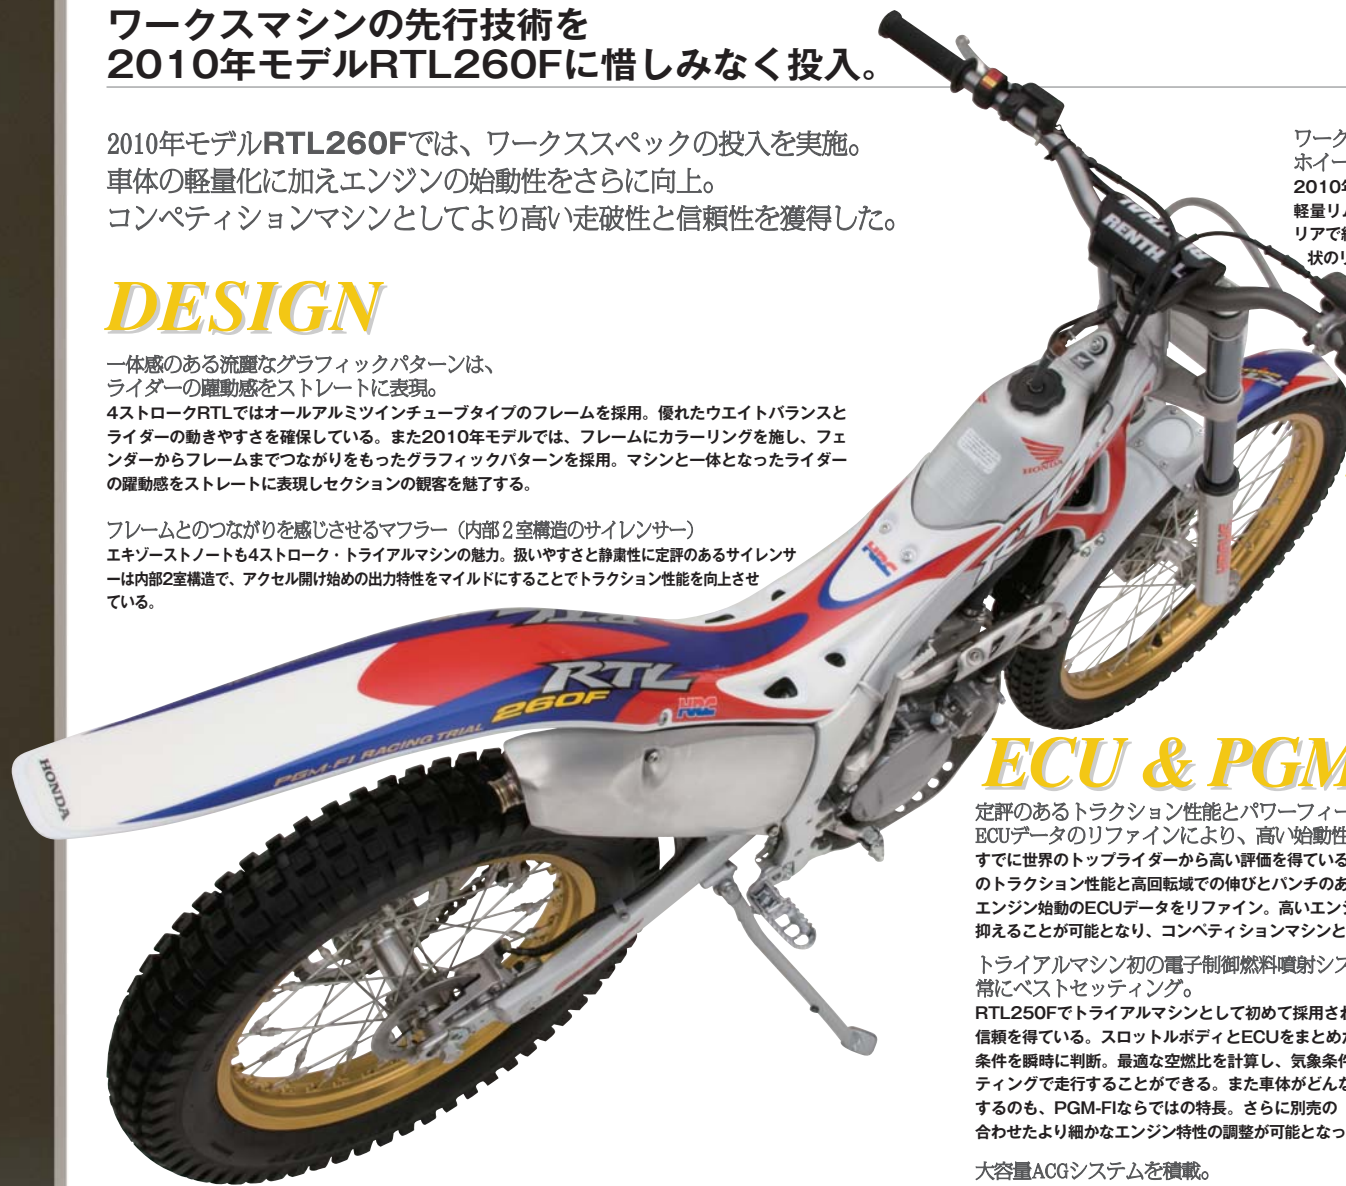 ワークスマシンの先行技術を
2010年モデルRTL260Fに惜しみなく投入。
2010年モデルRTL260Fでは、ワークススペックの投入を実施。
車体の軽量化に加えエンジンの始動性をさらに向上。
コンペティションマシンとしてより高い走破性と信頼性を獲得した。
DESIGN
一体感のある流麗なグラフィックパターンは、
ライダーの躍動感をストレートに表現。
4ストロークRTLではオールアルミツインチューブタイプのフレームを採用。優れたウエイトバランスと
ライダーの動きやすさを確保している。また2010年モデルでは、フレームにカラーリングを施し、フェ
ンダーからフレームまでつながりをもったグラフィックパターンを採用。マシンと一体となったライダー
の躍動感をストレートに表現しセクションの観客を魅了する。
フレームとのつながりを感じさせるマフラー（内部2室構造のサイレンサー）
エキゾーストノートも4ストローク・トライアルマシンの魅力。扱いやすさと静粛性に定評のあるサイレンサ
ーは内部2室構造で、アクセル開け始めの出力特性をマイルドにすることでトラクション性能を向上させ
ている。
ワーク
ホイー
2010年
軽量リム
リアで
状のリ
RENTHAL
HONDA
RTL
HRC
RTL
RTL
260F
HRC
PGM-FI RACING TRIAL
HONDA
ECU & PGM
定評のあるトラクション性能とパワーフィー
ECUデータのリファインにより、高い始動性
すでに世界のトップライダーから高い評価を得ている
のトラクション性能と高回転域での伸びとパンチのあ
エンジン始動のECUデータをリファイン。高いエンジ
抑えることが可能となり、コンペティションマシンと
トライアルマシン初の電子制御燃料噴射シス
常にベストセッティング。
RTL250Fでトライアルマシンとして初めて採用され
信頼を得ている。スロットルボディとECUをまとめた
条件を瞬時に判断。最適な空燃比を計算し、気象条件
ティングで走行することができる。また車体がどんな
するのも、PGM-FIならではの特長。さらに別売の
合わせたより細かなエンジン特性の調整が可能となっ
大容量ACGシステムを積載。